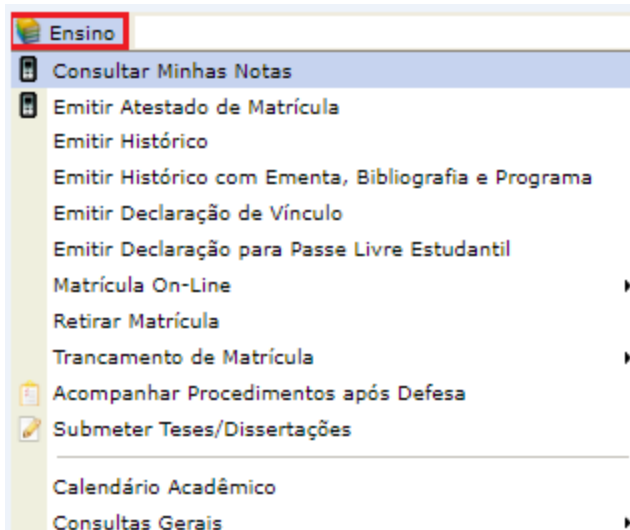 Ensino
Consultar Minhas Notas
Emitir Atestado de Matrícula
Emitir Histórico
Emitir Histórico com Ementa, Bibliografia e Programa
Emitir Declaração de Vínculo
Emitir Declaração para Passe Livre Estudantil
Matrícula On-Line
Retirar Matrícula
Trancamento de Matrícula
Acompanhar Procedimentos após Defesa
Submeter Teses/Dissertações
Calendário Acadêmico
Consultas Gerais